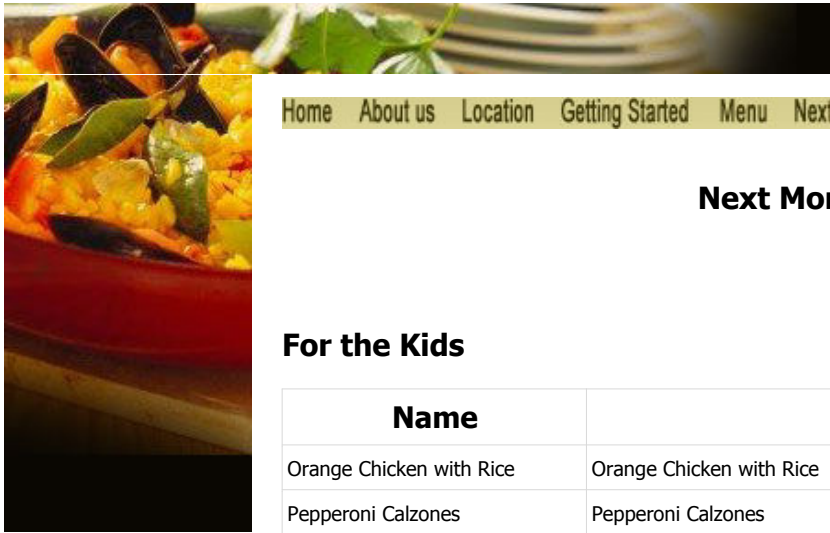 Home About us Location Getting Started Menu Next
Next Mo
For the Kids
Name
Orange Chicken with Rice Orange Chicken with Rice
Pepperoni Calzones Pepperoni Calzones